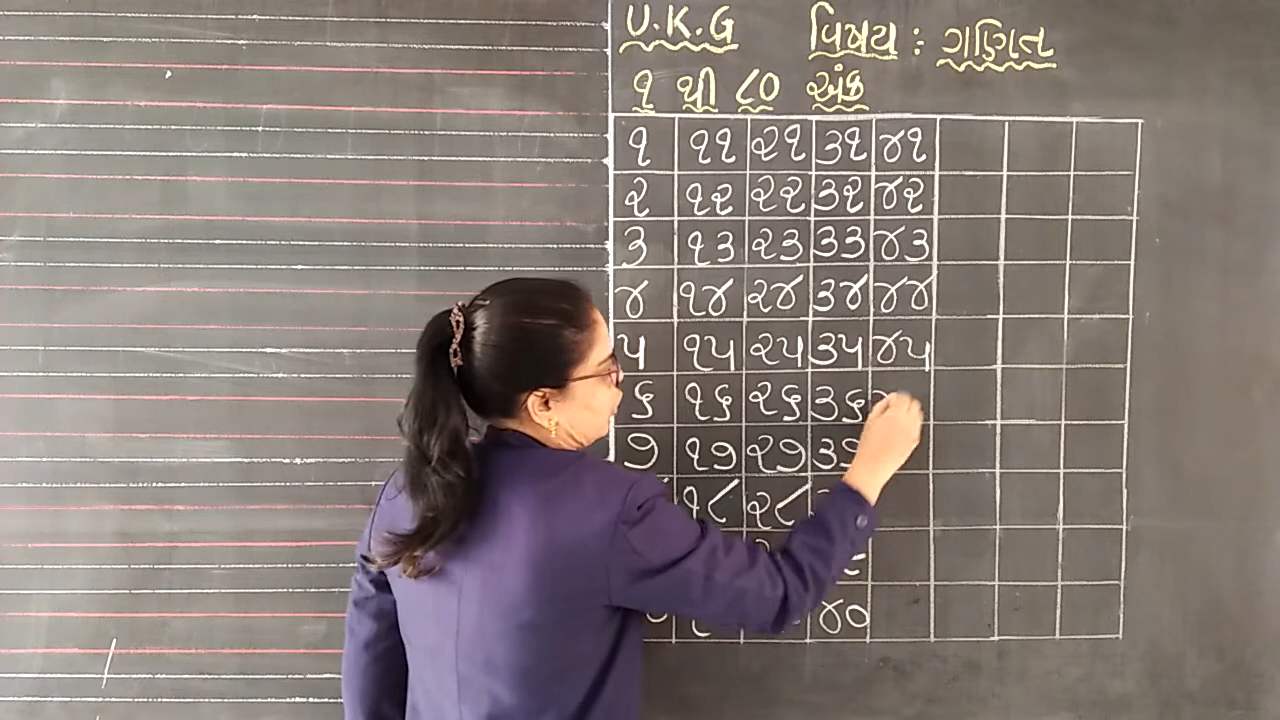 U.K.G વિષય : ગણિત
૧ થી ૮૦ અંક
૧ ૧૧ ૨૧ ૩૧ ૪૧
૨ ૧૨ ૨૨ ૩૨ ૪૨
૩ ૧૩ ૨૩ ૩૩ ૪૩
૪ ૧૪ ૨૪ ૩૪ ૪૪
૫ ૧૫ ૨૫ ૩૫ ૪૫
૬ ૧૬ ૨૬ ૩૬
૭ ૧૭ ૨૭ ૩૭
૧૮ ૨૮
૪૦